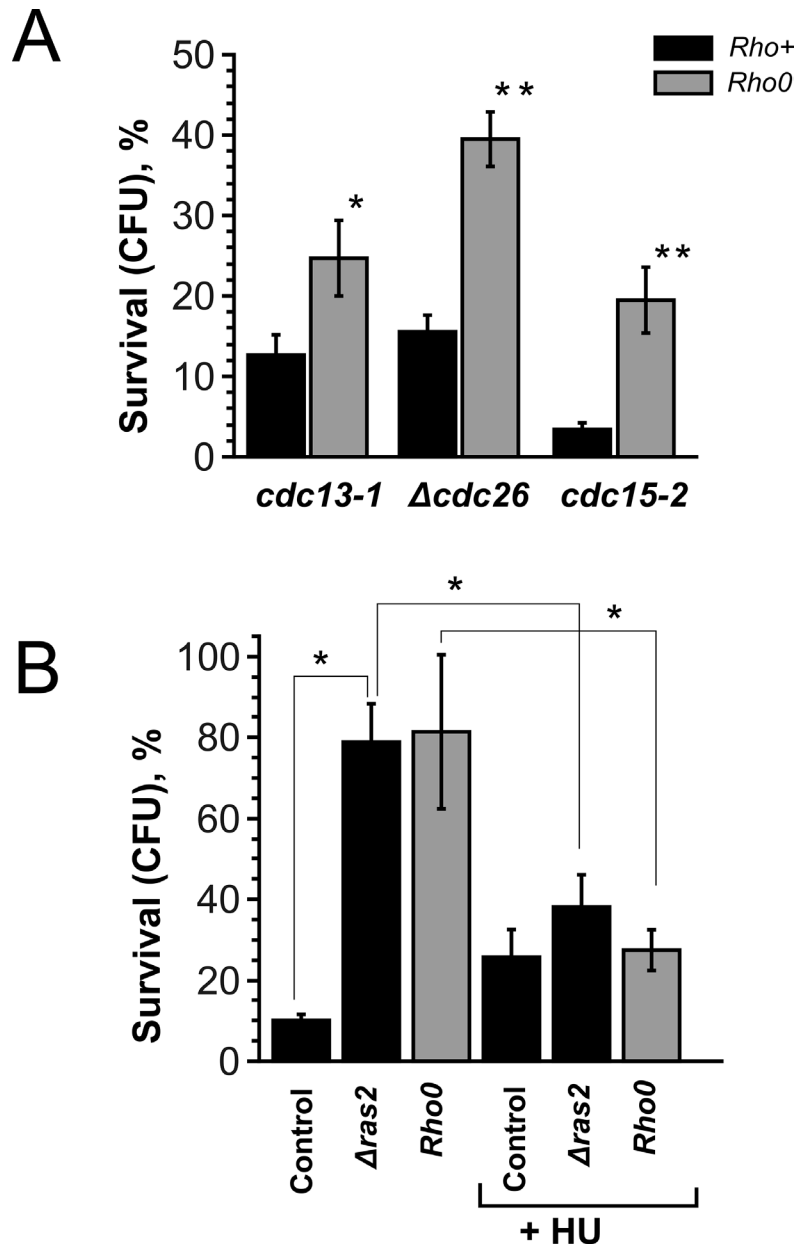 A
Survival (CFU), %
50
40
30
20
10
0
*
**
**
Rho+
Rho0
cdc13-1 Δcdc26 cdc15-2
B
Survival (CFU), %
100
80
60
40
20
0
*
*
*
Control
Δras2
Rho0
Control
Δras2
Rho0
+ HU